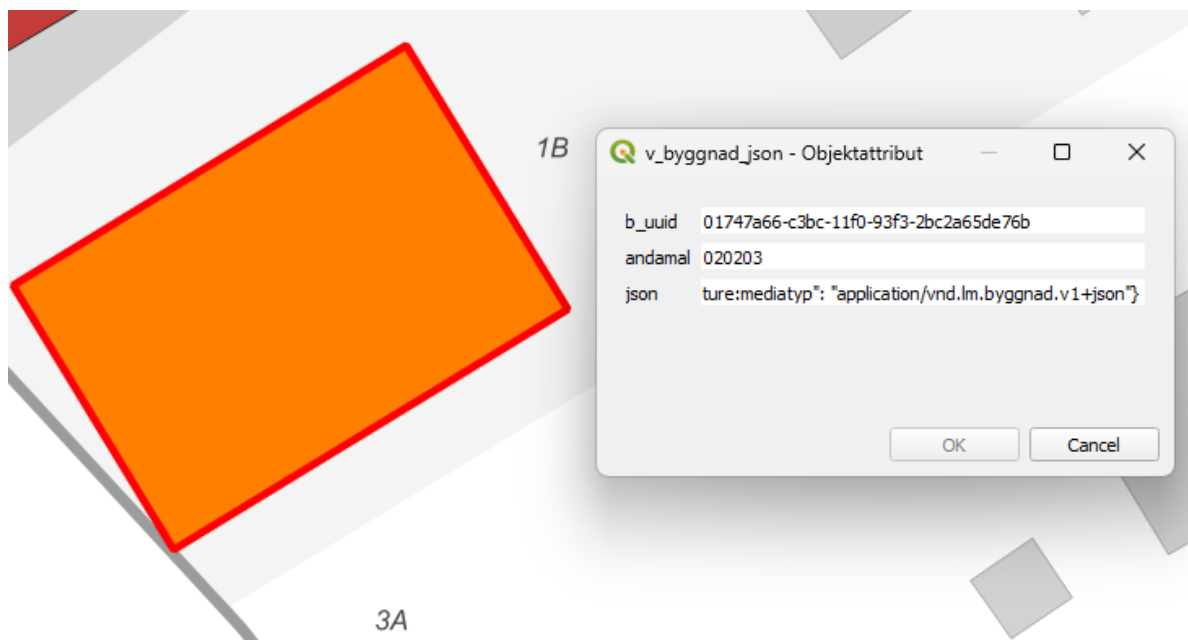 1B
v_byggnad_json - Objektattribut
b_uuid 01747a66-c3bc-11f0-93f3-2bc2a65de76b
andamal 020203
json ture:mediatyp": "application/vnd.lm.byggnad.v1+json"}
OK Cancel
3A